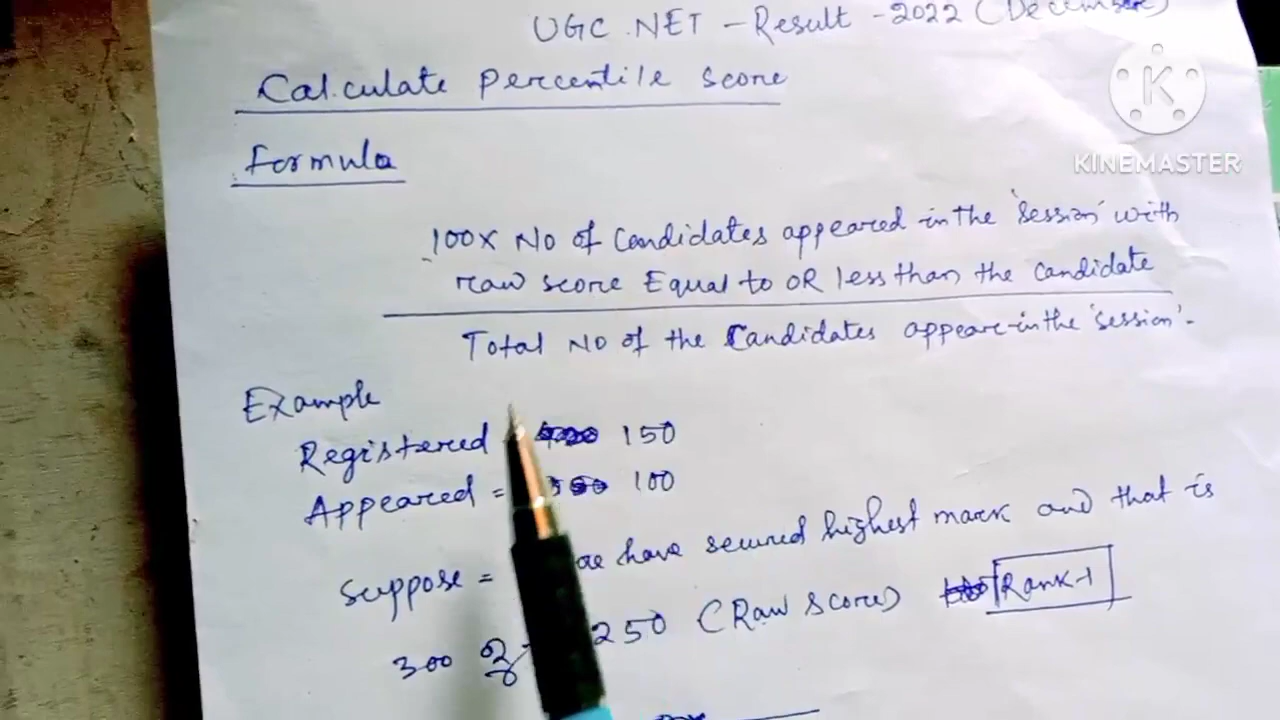 UGC NET - Result - 2022 (December)
Calculate Percentile Score
Formula
100x No of Candidates appeared in the 'session' with
raw score Equal to OR less than the candidate
Total No of the Candidates appeare in the 'session'.
Example
Registered 150
Appeared = 100
Suppose = have secured highest mark and that is
300 250 (Raw Score) Rank-1
K
KINEMASTER